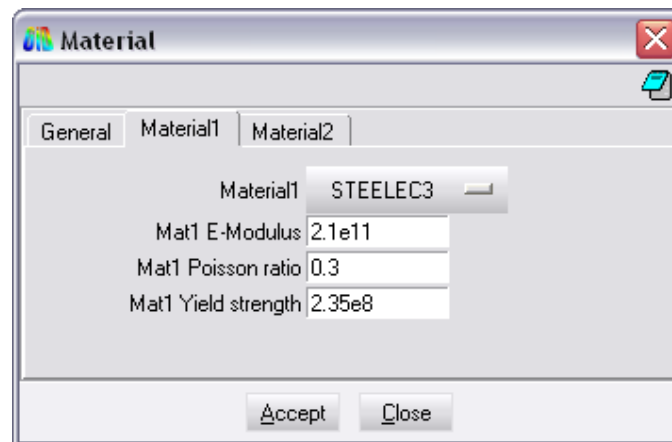 Material
General Material1 Material2
Material1 STEELEC3
Mat1 E-Modulus 2.1e11
Mat1 Poisson ratio 0.3
Mat1 Yield strength 2.35e8
Accept Close